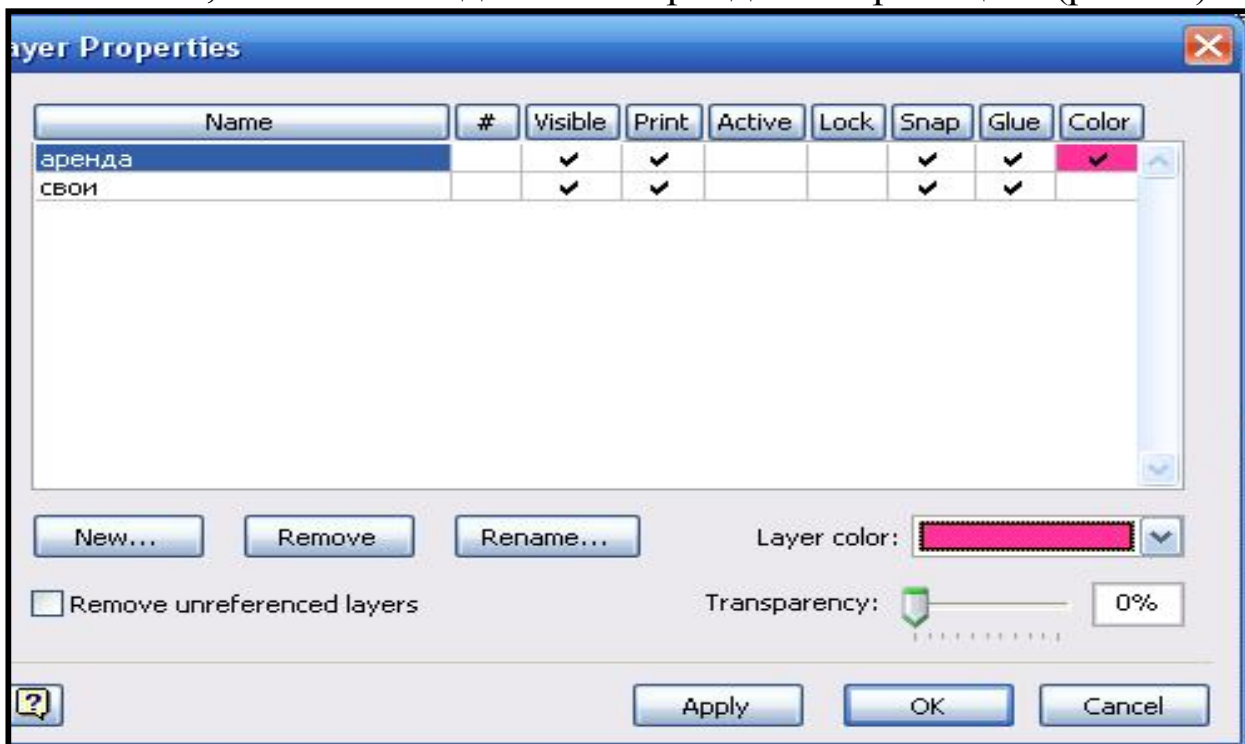 ayer Properties
Name # Visible Print Active Lock Snap Glue Color
аренда
свои
New... Remove Rename... Layer color:
Remove unreferenced layers Transparency: 0%
Apply OK Cancel